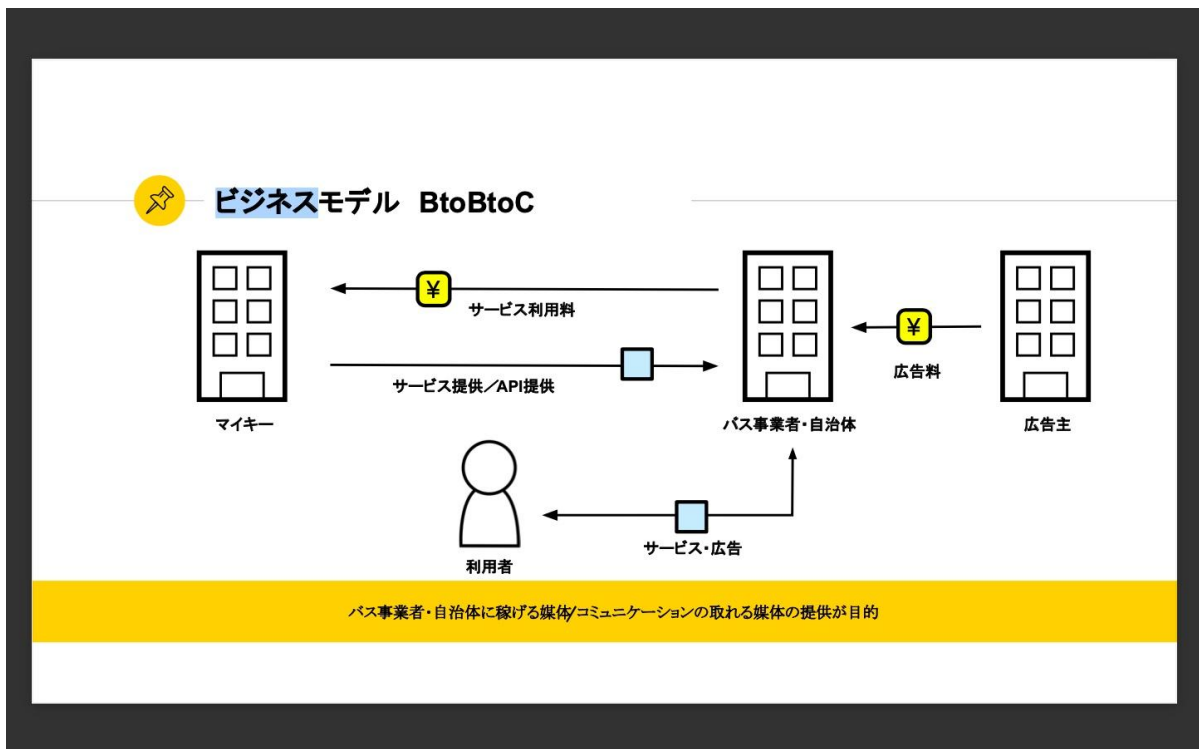 ビジネスモデル BtoBtoC
¥
サービス利用料
¥
広告料
サービス提供／API提供
マイキー
バス事業者・自治体
広告主
サービス・広告
利用者
バス事業者・自治体に稼げる媒体/コミュニケーションの取れる媒体の提供が目的